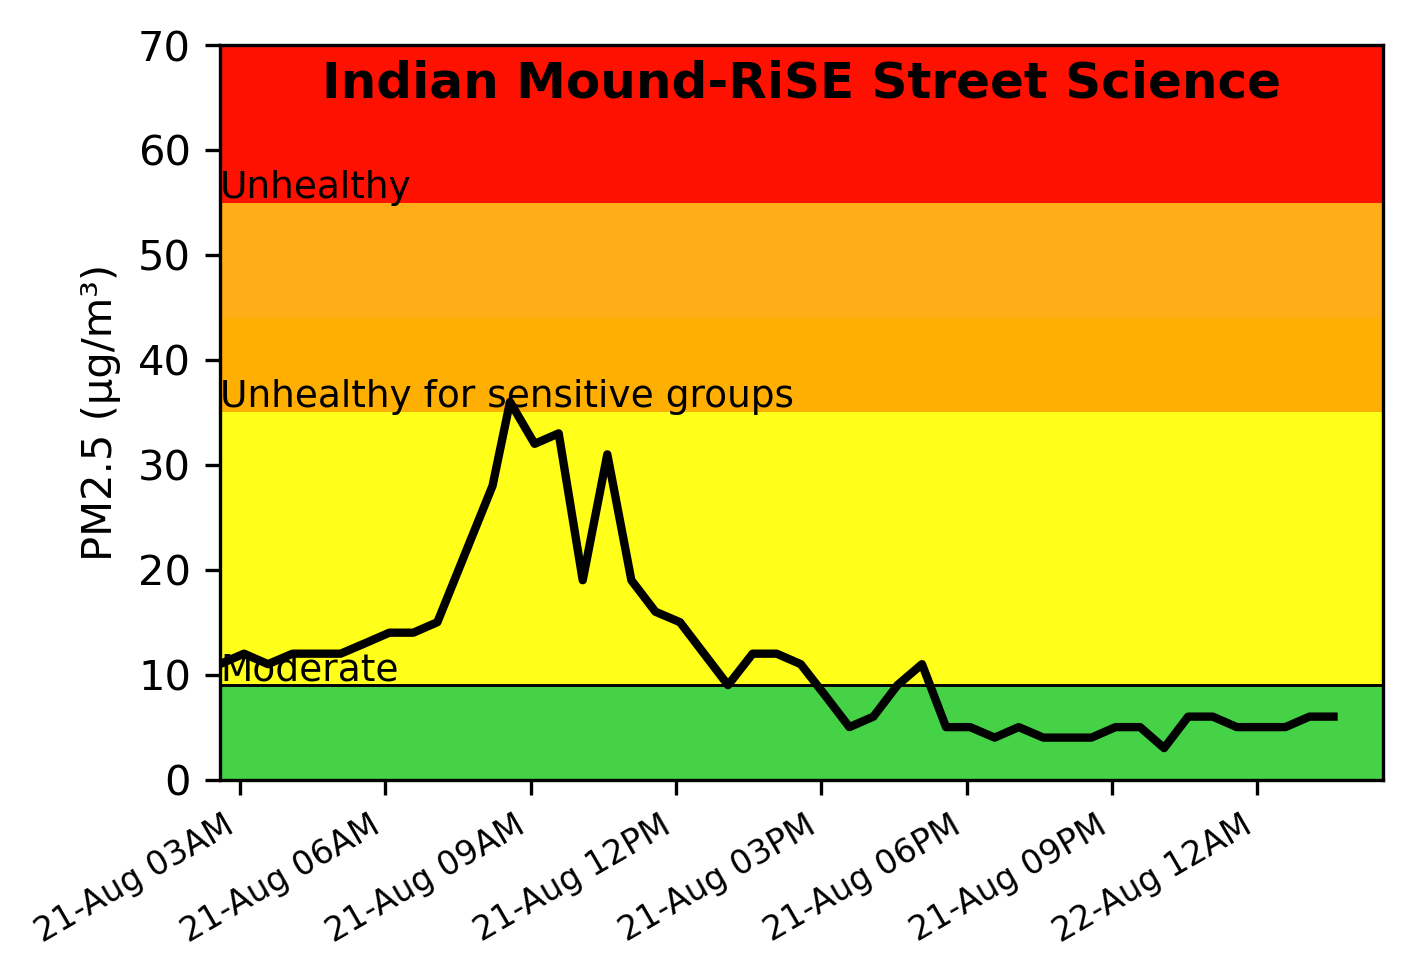 Indian Mound-RiSE Street Science
70
60
Unhealthy
50
40
Unhealthy for sensitive groups
30
20
10
Moderate
0
PM2.5 (µg/m³)
21-Aug 03AM
21-Aug 06AM
21-Aug 09AM
21-Aug 12PM
21-Aug 03PM
21-Aug 06PM
21-Aug 09PM
22-Aug 12AM